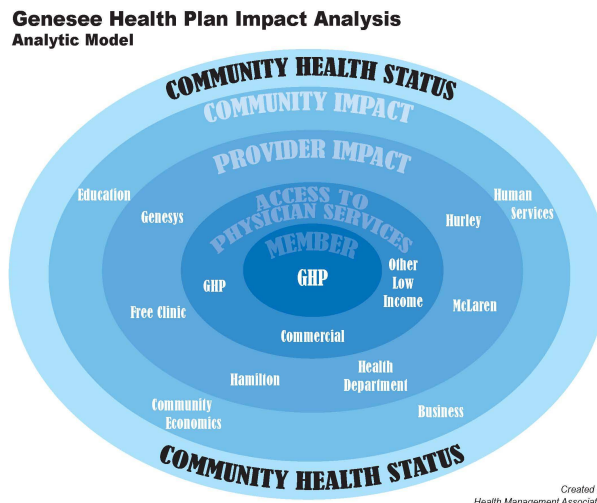 Genesee Health Plan Impact Analysis
Analytic Model
COMMUNITY HEALTH STATUS
COMMUNITY IMPACT
PROVIDER IMPACT
ACCESS TO
PHYSICIAN SERVICES
MEMBER
Education
Human
Services
Genesys
Hurley
GHP
GHP
Other
Low
Income
Free Clinic
McLaren
Commercial
Hamilton
Health
Department
Community
Economics
Business
COMMUNITY HEALTH STATUS
Created
Health Management